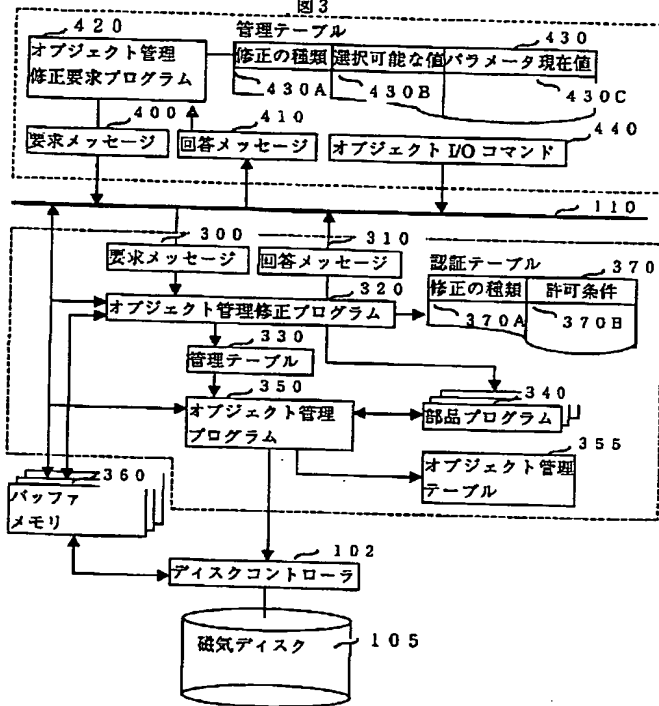 図3
420
オブジェクト管理
修正要求プログラム
管理テーブル
430
修正の種類 選択可能な値 パラメータ現在値
430A 430B 430C
400
要求メッセージ
410
回答メッセージ
440
オブジェクト I/O コマンド
110
300
要求メッセージ
310
回答メッセージ
320
オブジェクト管理修正プログラム
認証テーブル
370
修正の種類 許可条件
370A 370B
330
管理テーブル
350
オブジェクト管理
プログラム
340
部品プログラム
355
オブジェクト管理
テーブル
360
バッファ
メモリ
102
ディスクコントローラ
磁気ディスク
105